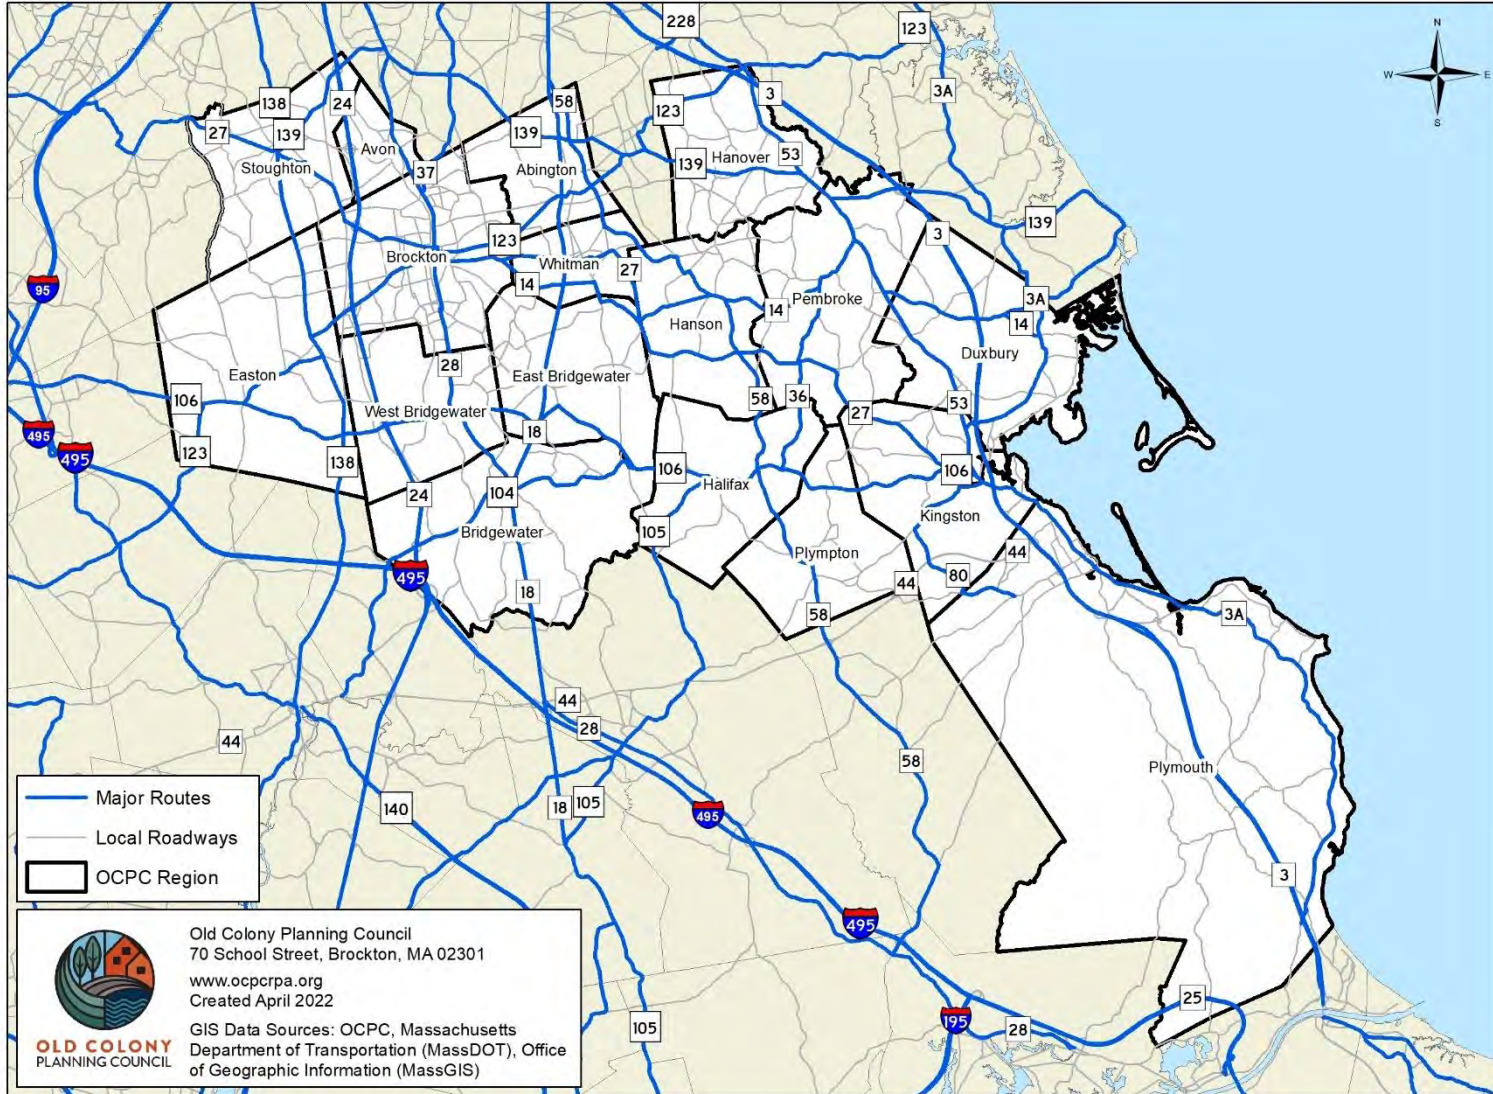 228
123
N
W
E
S
3
3A
138
24
58
123
27
139
139
Avon
139
Hanover
53
Stoughton
37
Abington
139
3
123
Brockton
Whitman
27
95
14
Pembroke
3A
14
Hanson
14
Duxbury
28
Easton
East Bridgewater
106
West Bridgewater
58
36
27
53
495
18
495
123
138
106
106
24
104
Halifax
Bridgewater
105
Kingston
Plympton
44
495
18
80
44
58
3A
44
28
44
58
Plymouth
Major Routes
Local Roadways
OCPC Region
140
18
105
495
3
495
25
195
28
105
Old Colony Planning Council
70 School Street, Brockton, MA 02301
www.ocpcrpa.org
Created April 2022
GIS Data Sources: OCPC, Massachusetts
Department of Transportation (MassDOT), Office
of Geographic Information (MassGIS)
OLD COLONY
PLANNING COUNCIL